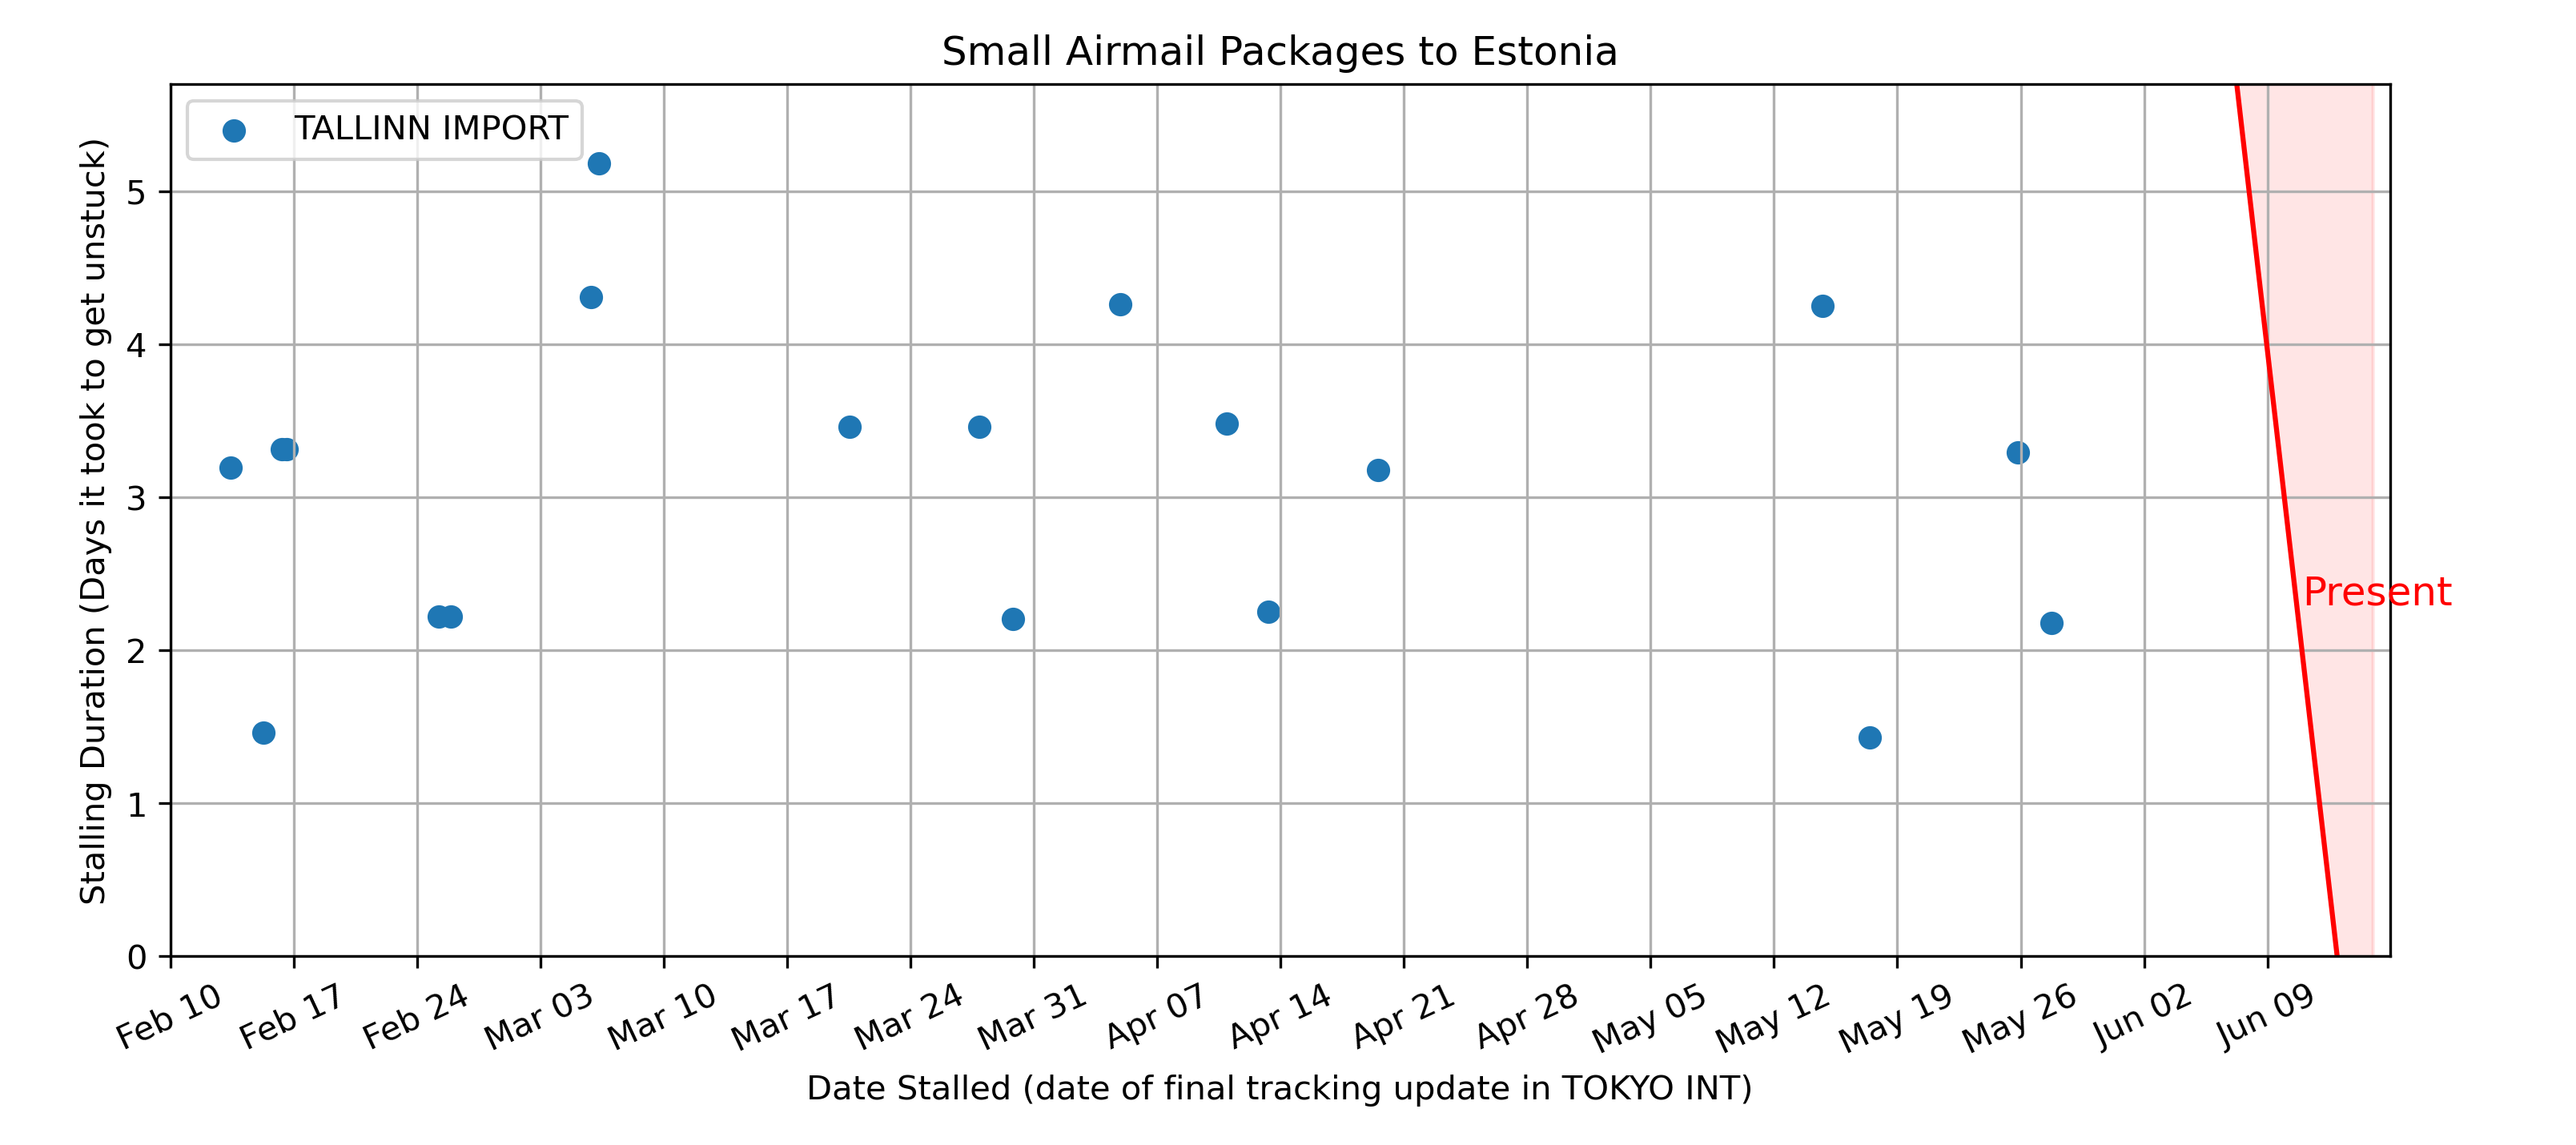 Small Airmail Packages to Estonia
TALLINN IMPORT
Stalling Duration (Days it took to get unstuck)
5
4
3
2
1
0
Present
Feb 10
Feb 17
Feb 24
Mar 03
Mar 10
Mar 17
Mar 24
Mar 31
Apr 07
Apr 14
Apr 21
Apr 28
May 05
May 12
May 19
May 26
Jun 02
Jun 09
Date Stalled (date of final tracking update in TOKYO INT)